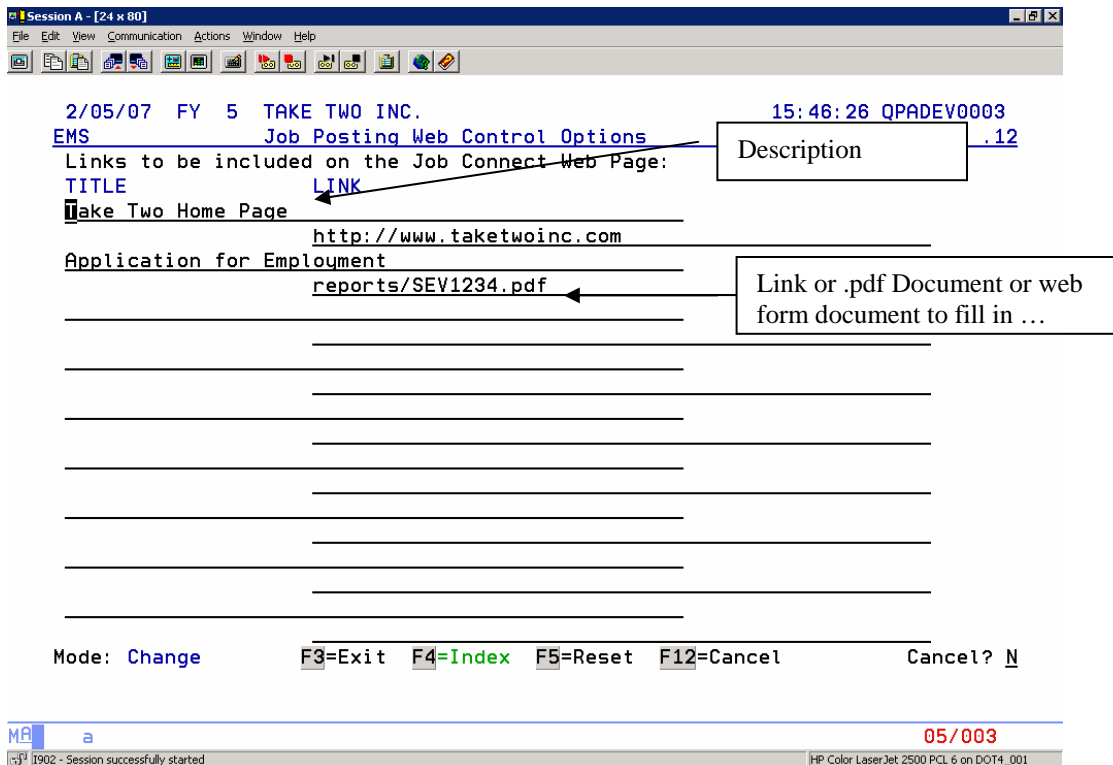 Session A - [24 x 80]
File Edit View Communication Actions Window Help
2/05/07 FY 5 TAKE TWO INC. 15:46:26 QPADEV0003
EMS Job Posting Web Control Options .12
Description
Links to be included on the Job Connect Web Page:
TITLE LINK
Take Two Home Page
http://www.taketwoinc.com
Application for Employment
reports/SEV1234.pdf
Link or .pdf Document or web
form document to fill in …
Mode: Change F3=Exit F4=Index F5=Reset F12=Cancel Cancel? N
MA a 05/003
I902 - Session successfully started HP Color LaserJet 2500 PCL 6 on DOT4_001